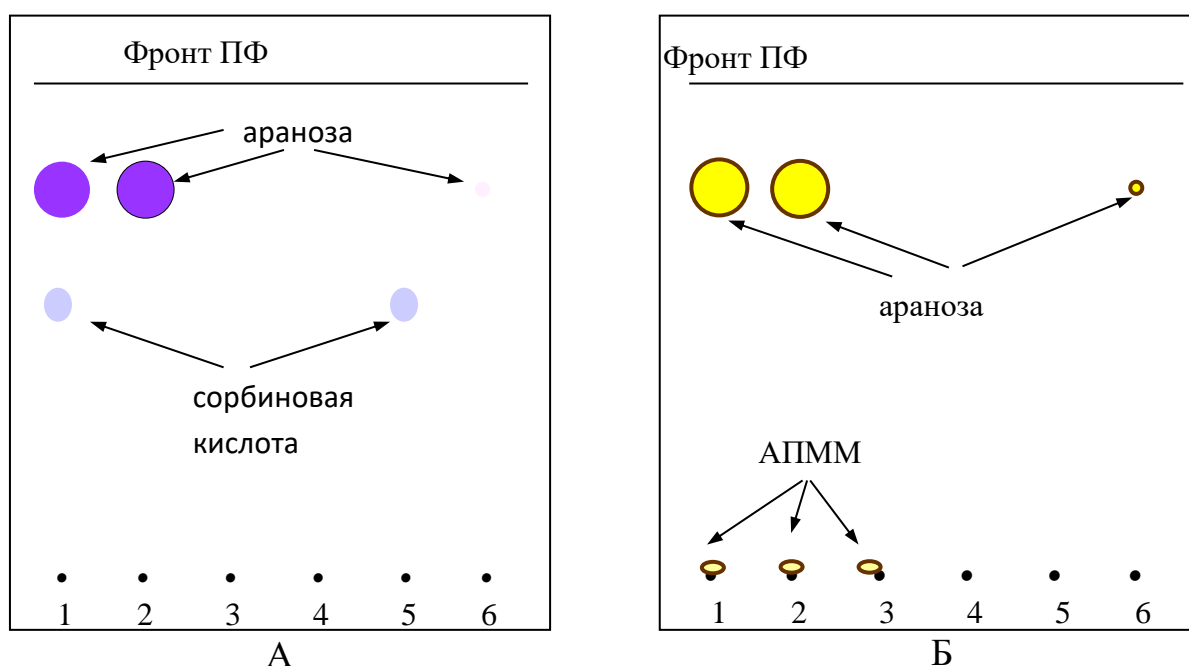 Фронт ПФ
араноза
сорбиновая
кислота
1 2 3 4 5 6
А
Фронт ПФ
араноза
АПММ
1 2 3 4 5 6
Б